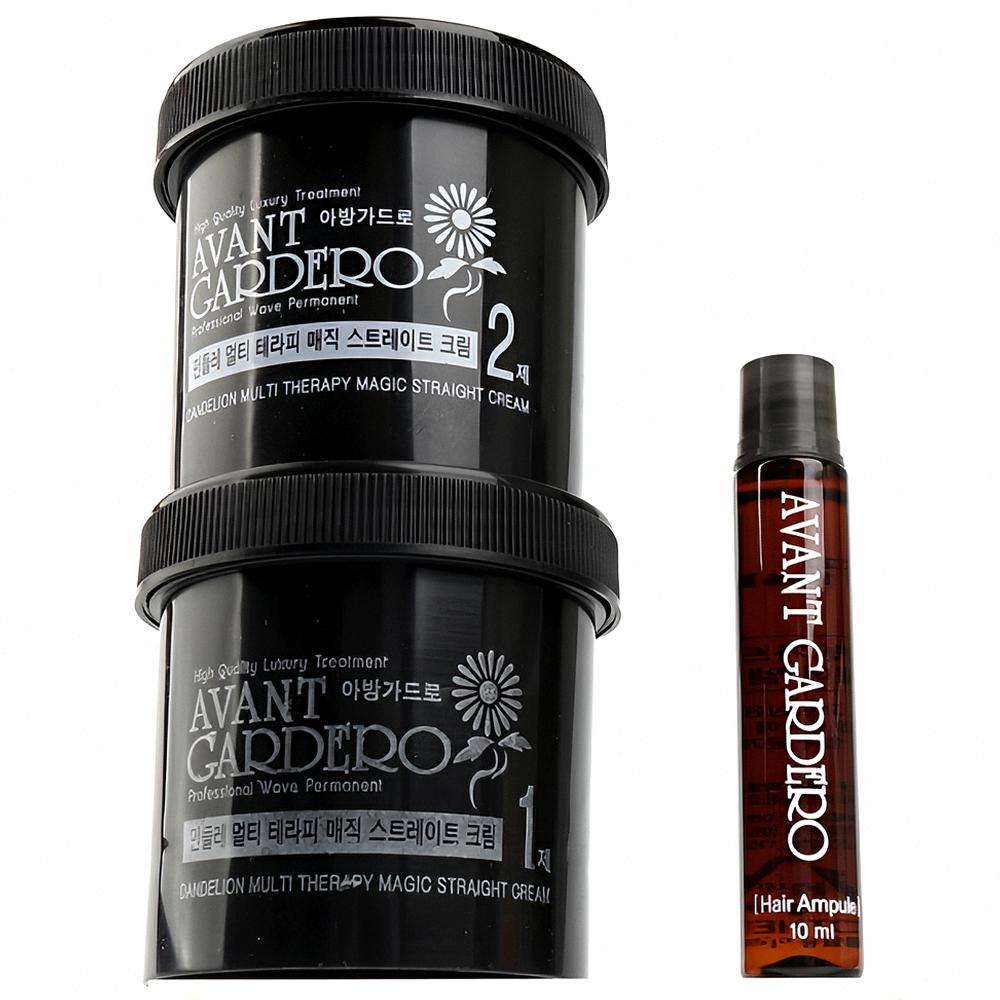 High Quality Luxury Treatment
AVANT 아방가드로
GARDERO
Professional Wave Permanent
민들레 멀티 테라피 매직 스트레이트 크림 2제
DANDELION MULTI THERAPY MAGIC STRAIGHT CREAM
High Quality Luxury Treatment
AVANT 아방가드로
GARDERO
Professional Wave Permanent
민들레 멀티 테라피 매직 스트레이트 크림 1제
DANDELION MULTI THERAPY MAGIC STRAIGHT CREAM
AVANT GARDERO
[Hair Ampule]
10 ml